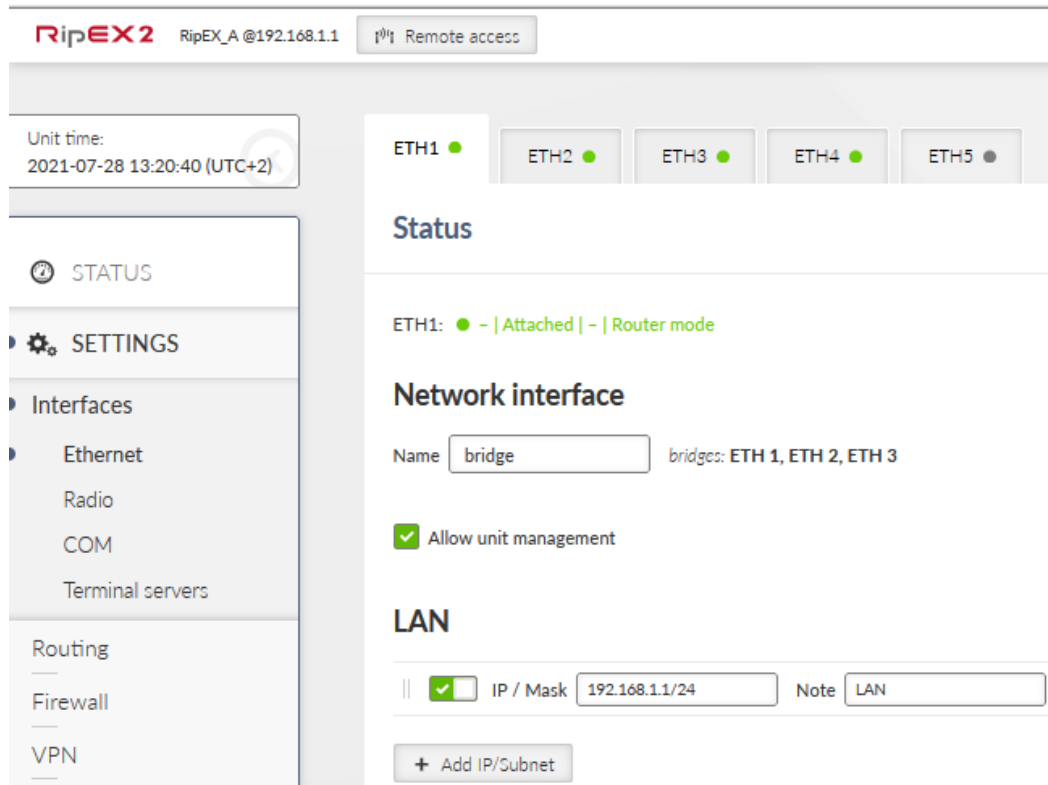 RipEX2 RipEX_A @192.168.1.1 Remote access
Unit time:
2021-07-28 13:20:40 (UTC+2)
STATUS
SETTINGS
Interfaces
Ethernet
Radio
COM
Terminal servers
Routing
Firewall
VPN
ETH1 ETH2 ETH3 ETH4 ETH5
Status
ETH1: – | Attached | – | Router mode
Network interface
Name bridge bridges: ETH 1, ETH 2, ETH 3
Allow unit management
LAN
IP / Mask 192.168.1.1/24 Note LAN
+ Add IP/Subnet